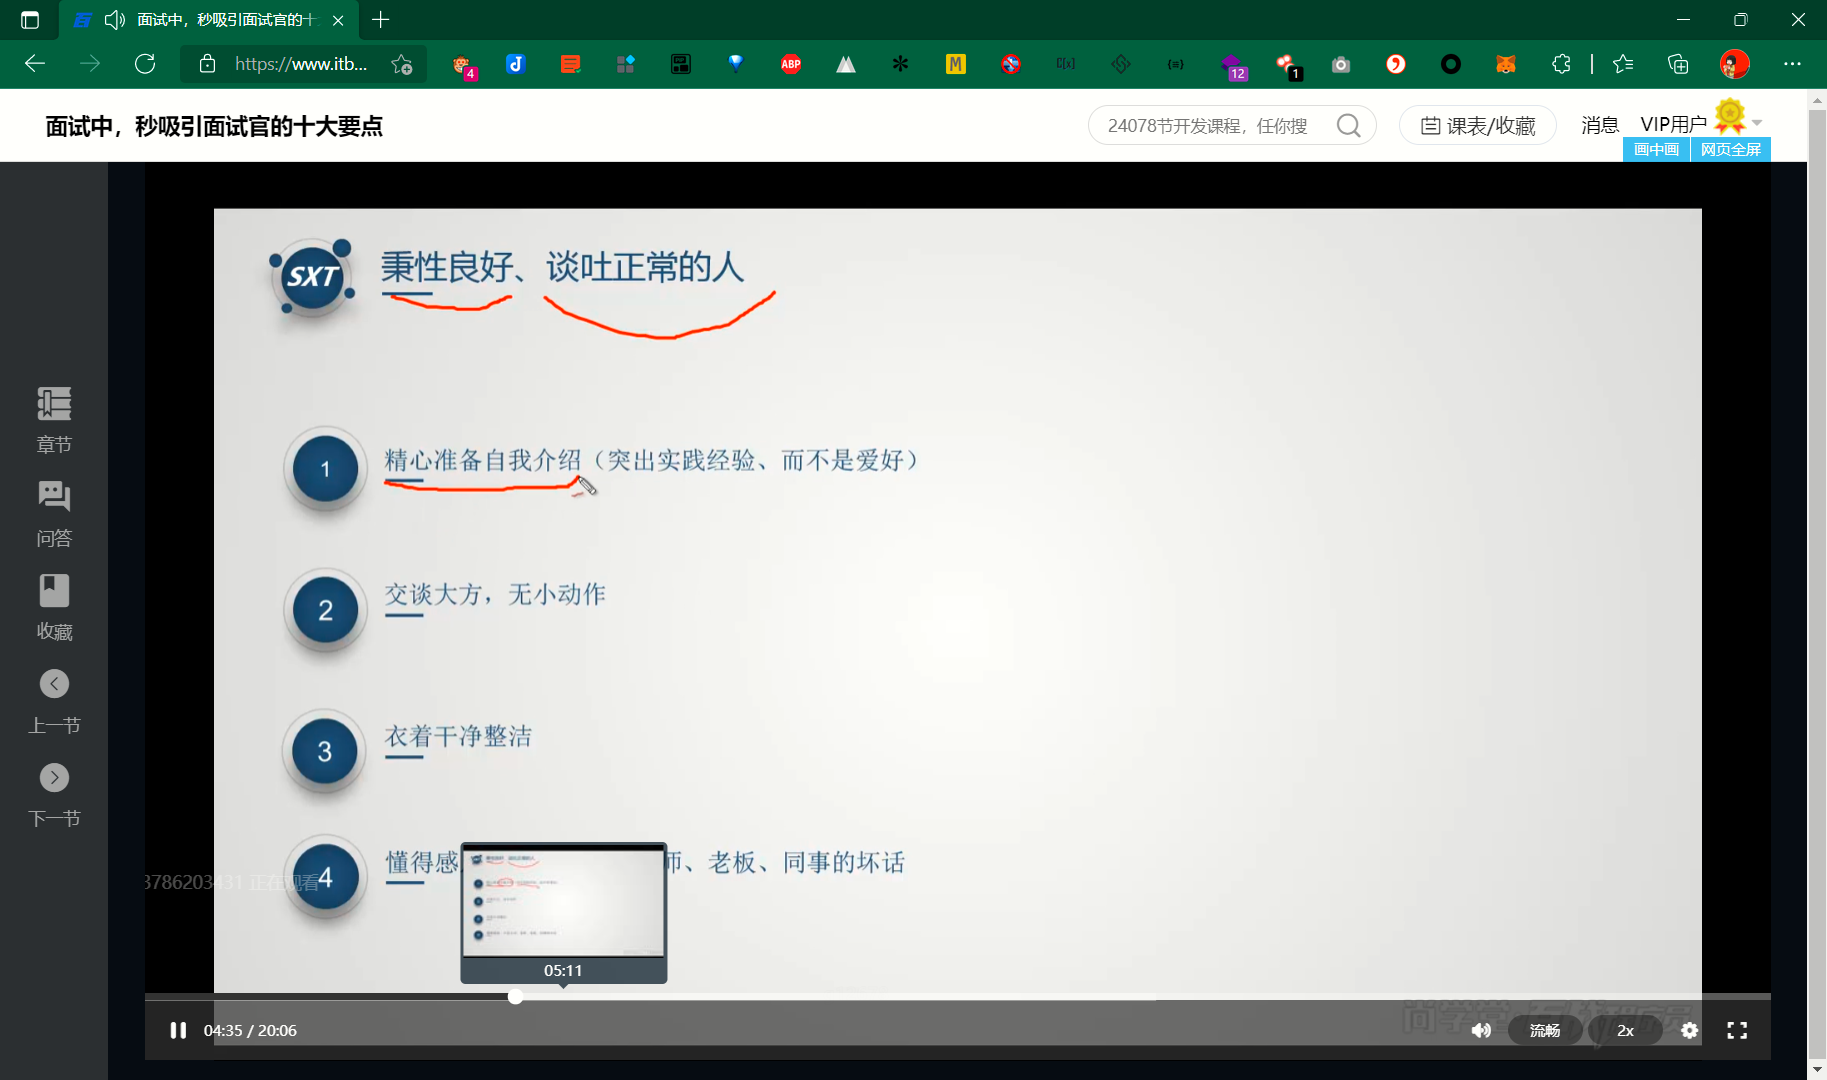 面试中，秒吸引面试官的十
https://www.itb...
4
ABP
M
C[x]
12
1
面试中，秒吸引面试官的十大要点
24078节开发课程，任你搜
课表/收藏
消息
VIP用户
画中画
网页全屏
SXT
秉性良好、谈吐正常的人
章节
问答
收藏
上一节
下一节
1
精心准备自我介绍（突出实践经验、而不是爱好）
2
交谈大方，无小动作
3
衣着干净整洁
4
懂得感
师、老板、同事的坏话
3786203431 正在观看
05:11
04:35 / 20:06
流畅
2x